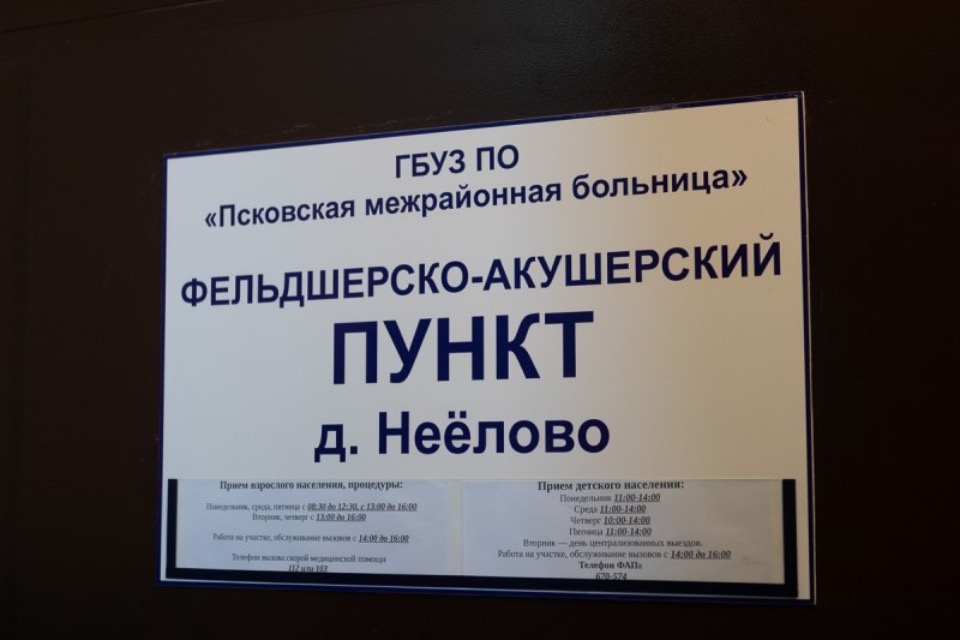 ГБУЗ ПО
«Псковская межрайонная больница»
ФЕЛЬДШЕРСКО-АКУШЕРСКИЙ
ПУНКТ
д. Неёлово
Прием взрослого населения, процедуры:
Понедельник, среда, пятница с 08:30 до 12:30, с 13:00 до 16:00
Вторник, четверг с 13:00 до 16:00
Работа на участке, обслуживание вызовов с 14:00 до 16:00
Телефон вызова скорой медицинской помощи
112 или 103
Прием детского населения:
Понедельник 11:00-14:00
Среда 11:00-14:00
Четверг 10:00-14:00
Пятница 11:00-14:00
Вторник — день централизованных выездов.
Работа на участке, обслуживание вызовов с 14:00 до 16:00
Телефон ФАПа
670-574